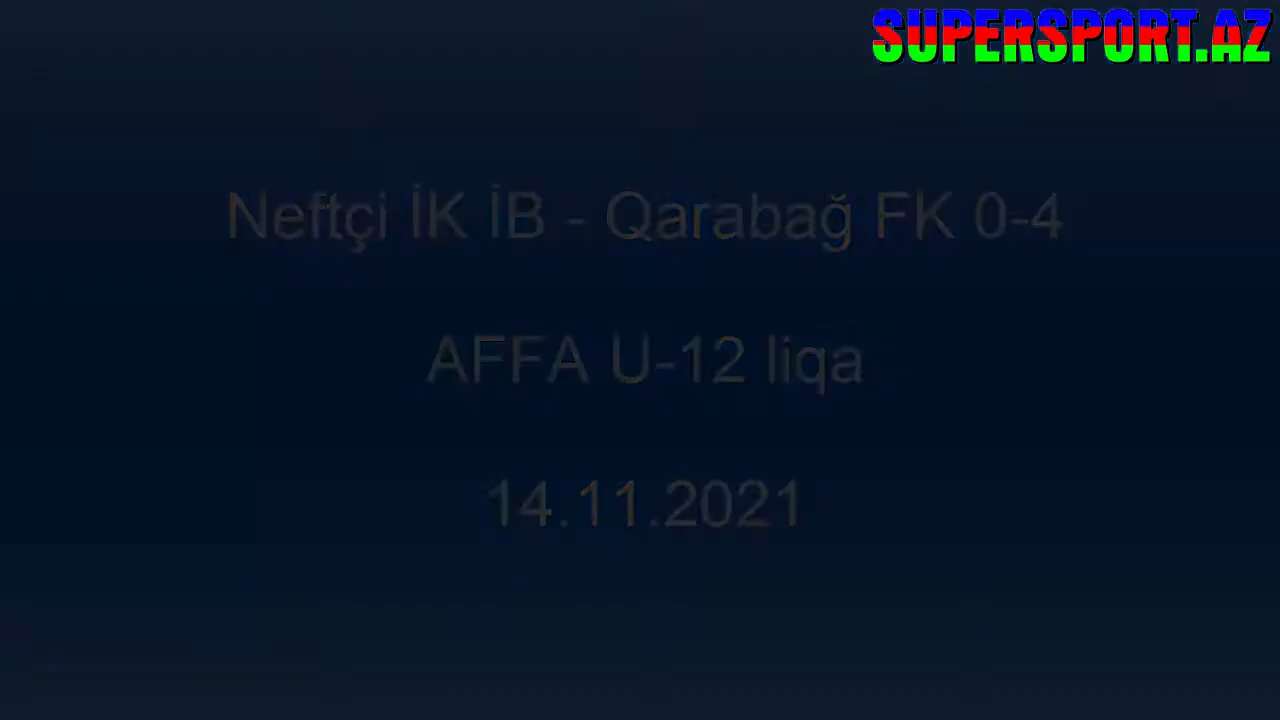 SUPERSPORT.AZ
Neftçi İK İB - Qarabağ FK 0-4
AFFA U-12 liqa
14.11.2021